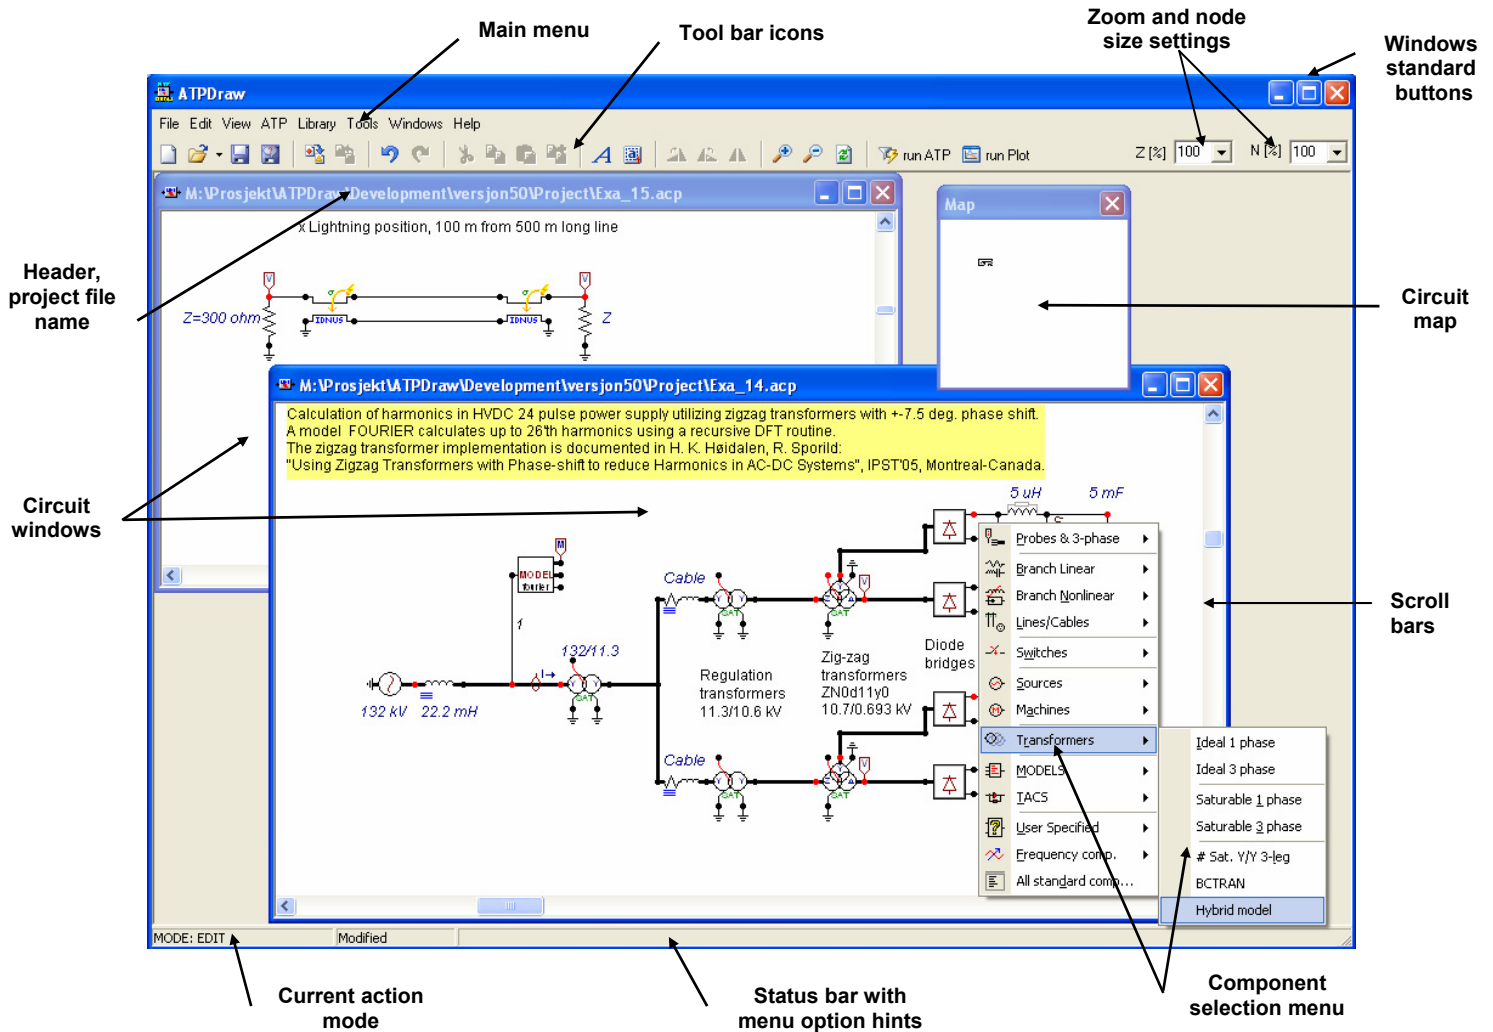 Main menu
Tool bar icons
Zoom and node
size settings
Windows
standard
buttons
ATPDraw
File Edit View ATP Library Tools Windows Help
run ATP
run Plot
Z [%] 100
N [%] 100
M:\Prosjekt\ATPDraw\Development\versjon50\Project\Exa_15.acp
Map
x Lightning position, 100 m from 500 m long line
Header,
project file
name
V
V
Z=300 ohm
IDNUS
IDNUS
Z
Circuit
map
M:\Prosjekt\ATPDraw\Development\versjon50\Project\Exa_14.acp
Calculation of harmonics in HVDC 24 pulse power supply utilizing zigzag transformers with +-7.5 deg. phase shift.
A model FOURIER calculates up to 26'th harmonics using a recursive DFT routine.
The zigzag transformer implementation is documented in H. K. Høidalen, R. Sporild:
"Using Zigzag Transformers with Phase-shift to reduce Harmonics in AC-DC Systems", IPST'05, Montreal-Canada.
Circuit
windows
5 uH
5 mF
M
MODEL
fourier
1
Cable
Y Y
SAT
Z Y Δ
SAT
V
132/11.3
I
Y Y
SAT
132 kV
22.2 mH
Regulation
transformers
11.3/10.6 kV
Zig-zag
transformers
ZN0d11y0
10.7/0.693 kV
Diode
bridges
Cable
Y Y
SAT
Z Y Δ
SAT
V
Probes & 3-phase
Branch Linear
Branch Nonlinear
Lines/Cables
Switches
Sources
Machines
Transformers
MODELS
TACS
User Specified
Frequency comp.
All standard comp...
Ideal 1 phase
Ideal 3 phase
Saturable 1 phase
Saturable 3 phase
# Sat. Y/Y 3-leg
BCTRAN
Hybrid model
Scroll
bars
MODE: EDIT
Modified
Current action
mode
Status bar with
menu option hints
Component
selection menu